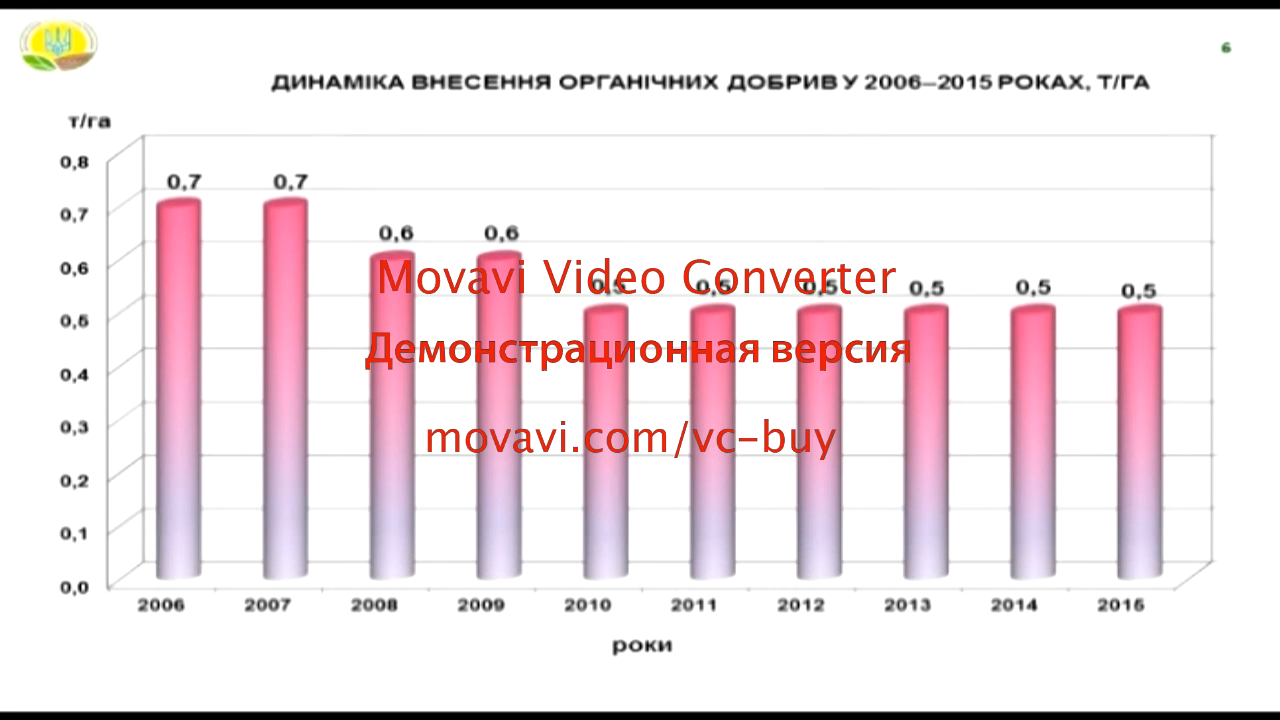 6
ДИНАМІКА ВНЕСЕННЯ ОРГАНІЧНИХ ДОБРИВ У 2006–2015 РОКАХ, Т/ГА
т/га
0,8
0,7
0,6
0,5
0,4
0,3
0,2
0,1
0,0
0,7 0,7 0,6 0,6 0,5 0,5 0,5 0,5 0,5 0,5
Movavi Video Converter
Демонстрационная версия
movavi.com/vc-buy
2006 2007 2008 2009 2010 2011 2012 2013 2014 2015
роки